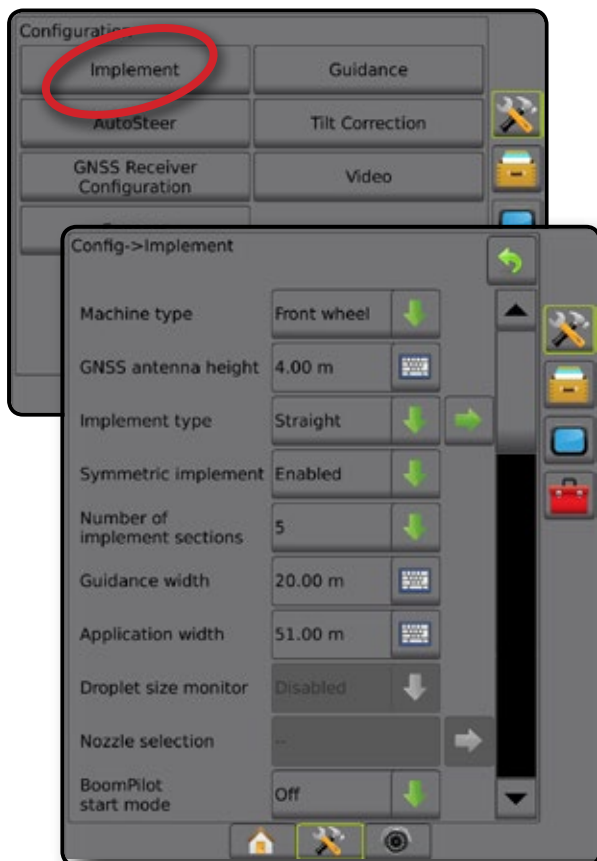 Configuration
Implement
Guidance
AutoSteer
Tilt Correction
GNSS Receiver
Configuration
Video
Config->Implement
Machine type
Front wheel
GNSS antenna height
4.00 m
Implement type
Straight
Symmetric implement
Enabled
Number of
implement sections
5
Guidance width
20.00 m
Application width
51.00 m
Droplet size monitor
Disabled
Nozzle selection
--
BoomPilot
start mode
Off